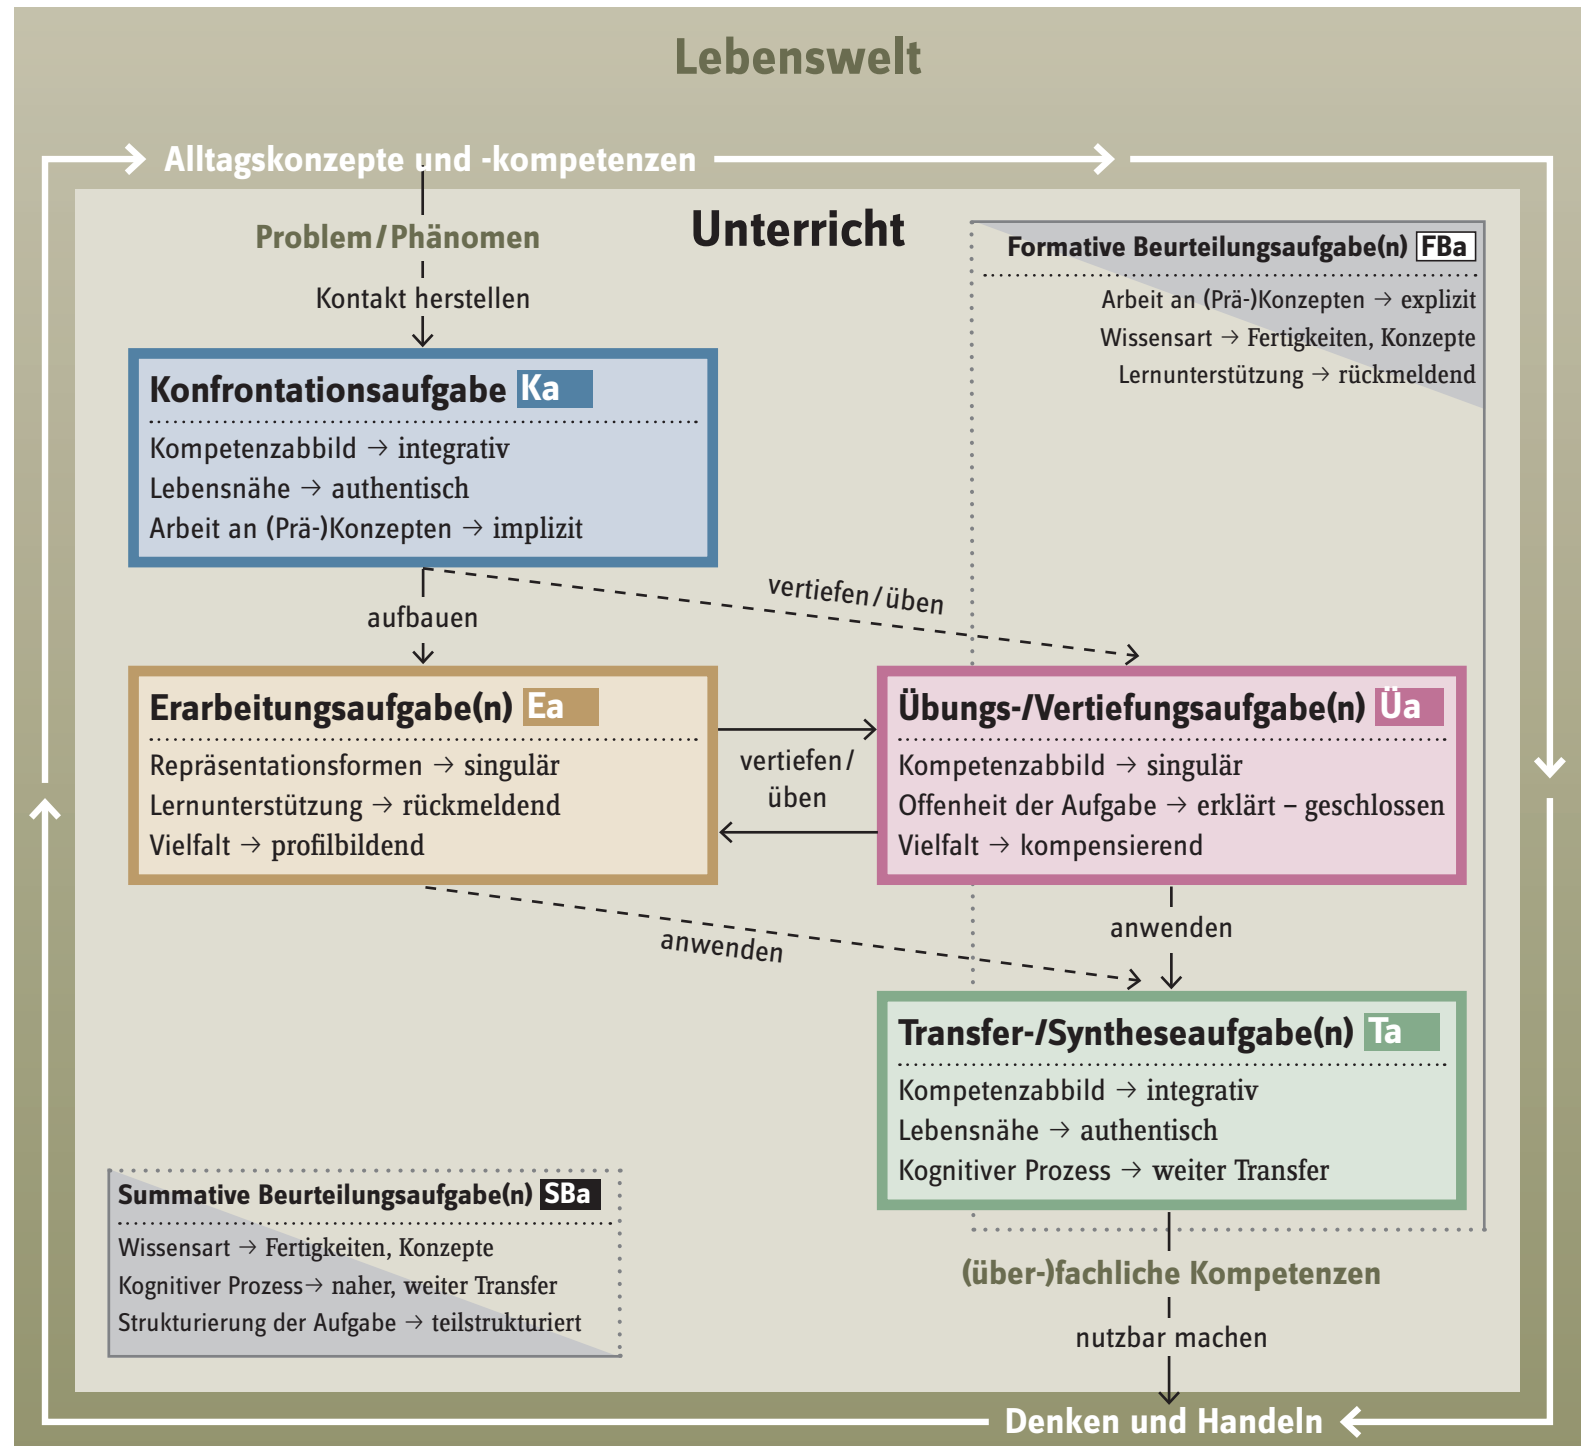 Lebenswelt
Alltagskonzepte und -kompetenzen
Unterricht
Problem/Phänomen
Kontakt herstellen
Formative Beurteilungsaufgabe(n) FBa
Arbeit an (Prä-)Konzepten → explizit
Wissensart → Fertigkeiten, Konzepte
Lernunterstützung → rückmeldend
Konfrontationsaufgabe Ka
Kompetenzabbild → integrativ
Lebensnähe → authentisch
Arbeit an (Prä-)Konzepten → implizit
vertiefen/üben
aufbauen
Erarbeitungsaufgabe(n) Ea
Repräsentationsformen → singulär
Lernunterstützung → rückmeldend
Vielfalt → profilbildend
vertiefen/
üben
Übungs-/Vertiefungsaufgabe(n) Üa
Kompetenzabbild → singulär
Offenheit der Aufgabe → erklärt – geschlossen
Vielfalt → kompensierend
anwenden
anwenden
Transfer-/Syntheseaufgabe(n) Ta
Kompetenzabbild → integrativ
Lebensnähe → authentisch
Kognitiver Prozess → weiter Transfer
Summative Beurteilungsaufgabe(n) SBa
Wissensart → Fertigkeiten, Konzepte
Kognitiver Prozess→ naher, weiter Transfer
Strukturierung der Aufgabe → teilstrukturiert
(über-)fachliche Kompetenzen
nutzbar machen
Denken und Handeln